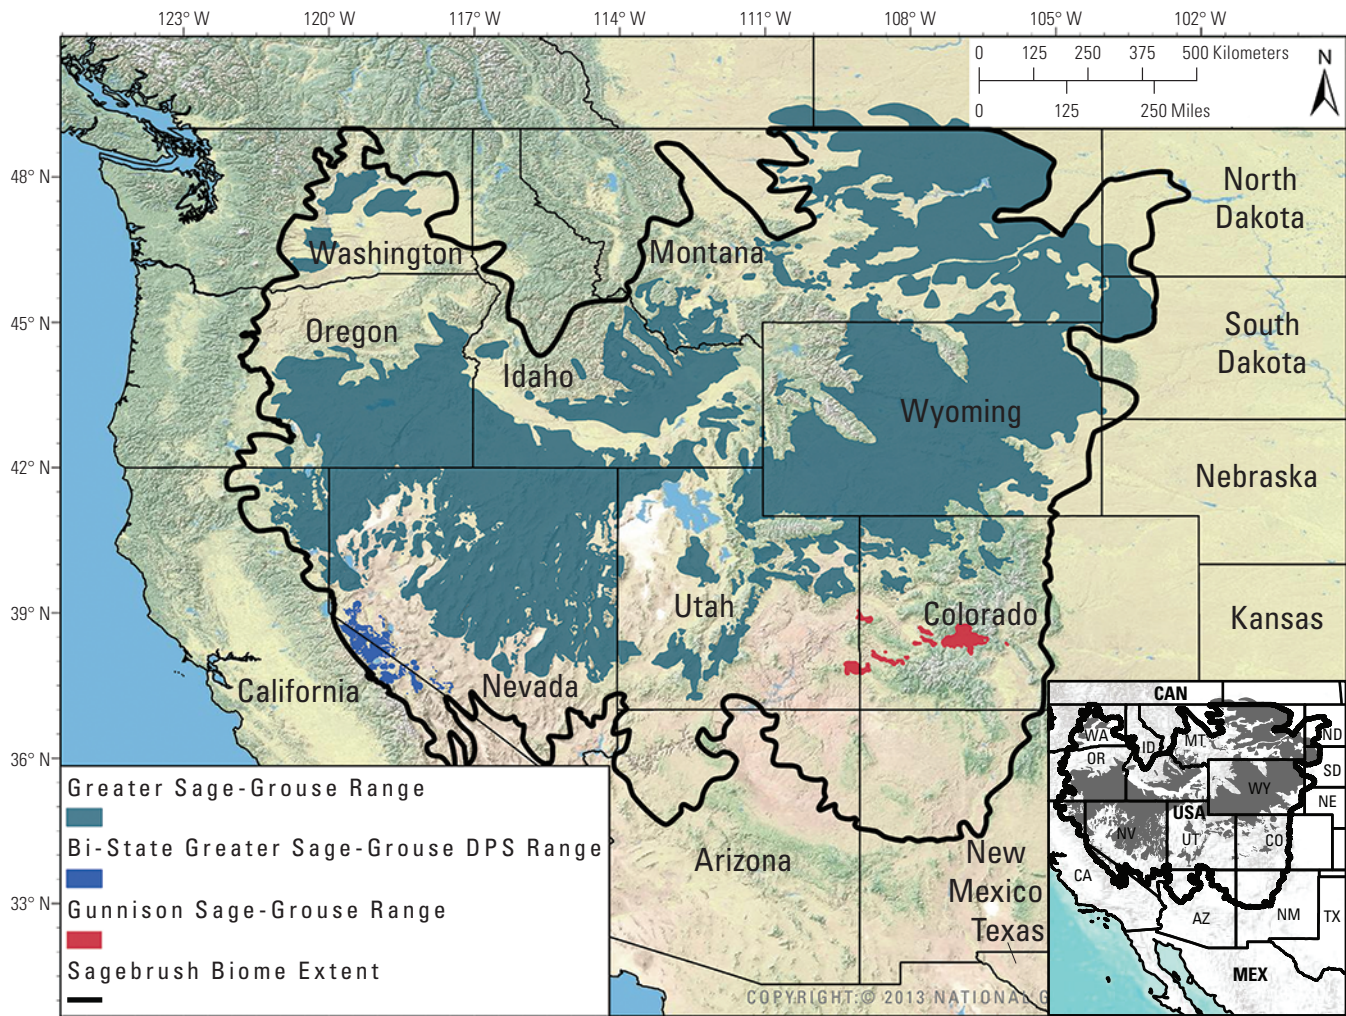 123° W 120° W 117° W 114° W 111° W 108° W 105° W 102° W
0 125 250 375 500 Kilometers
0 125 250 Miles
N
48° N
45° N
42° N
39° N
36° N
33° N
Washington
Montana
North
Dakota
Oregon
Idaho
South
Dakota
Wyoming
Nebraska
Utah
Colorado
Kansas
California
Nevada
Arizona
New
Mexico
Texas
Greater Sage-Grouse Range
Bi-State Greater Sage-Grouse DPS Range
Gunnison Sage-Grouse Range
Sagebrush Biome Extent
COPYRIGHT:© 2013 NATIONAL G
CAN
WA
ID
MT
ND
OR
SD
WY
NE
USA
NV
UT
CO
CA
AZ
NM
TX
MEX